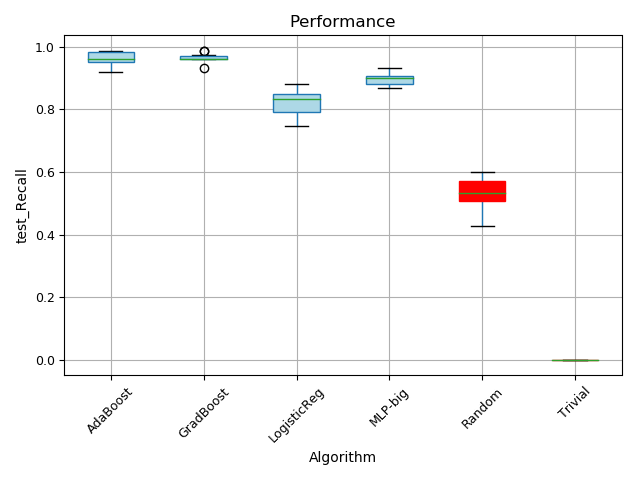 Performance
1.0
0.8
0.6
0.4
0.2
0.0
test_Recall
AdaBoost
GradBoost
LogisticReg
MLP-big
Random
Trivial
Algorithm